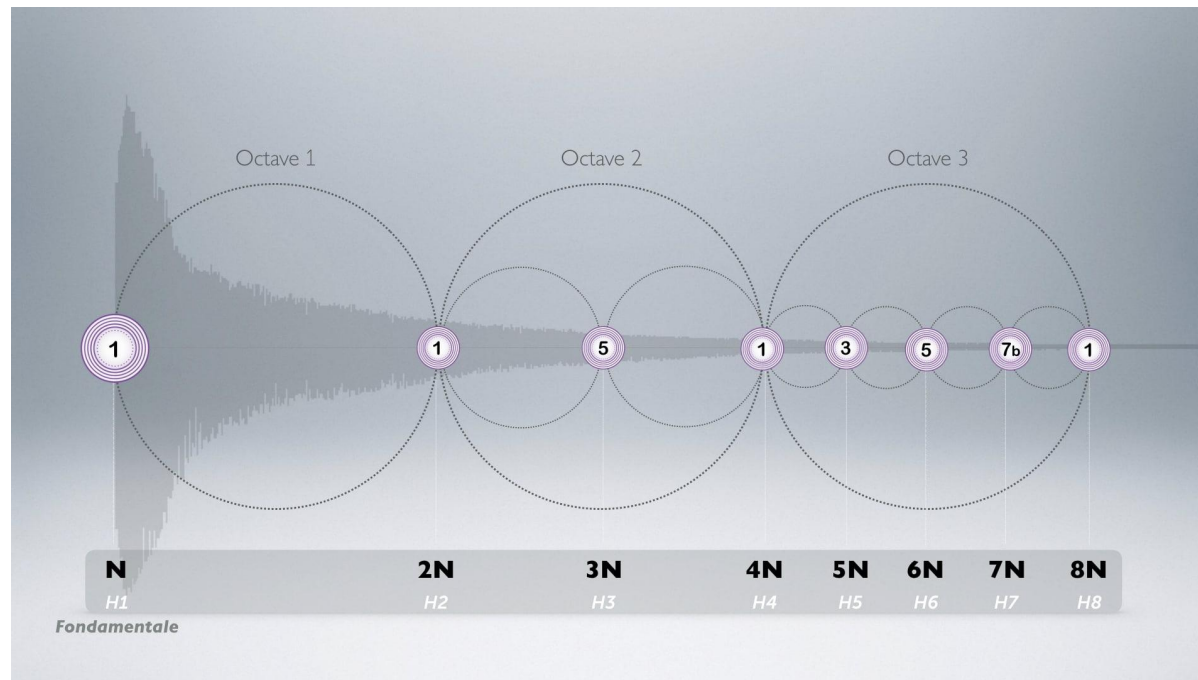 Octave 1 Octave 2 Octave 3
1 1 5 1 3 5 7b 1
N 2N 3N 4N 5N 6N 7N 8N
H1 H2 H3 H4 H5 H6 H7 H8
Fondamentale